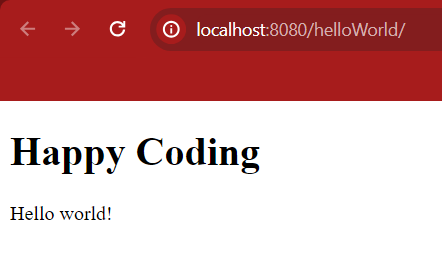 localhost:8080/helloWorld/
Happy Coding
Hello world!